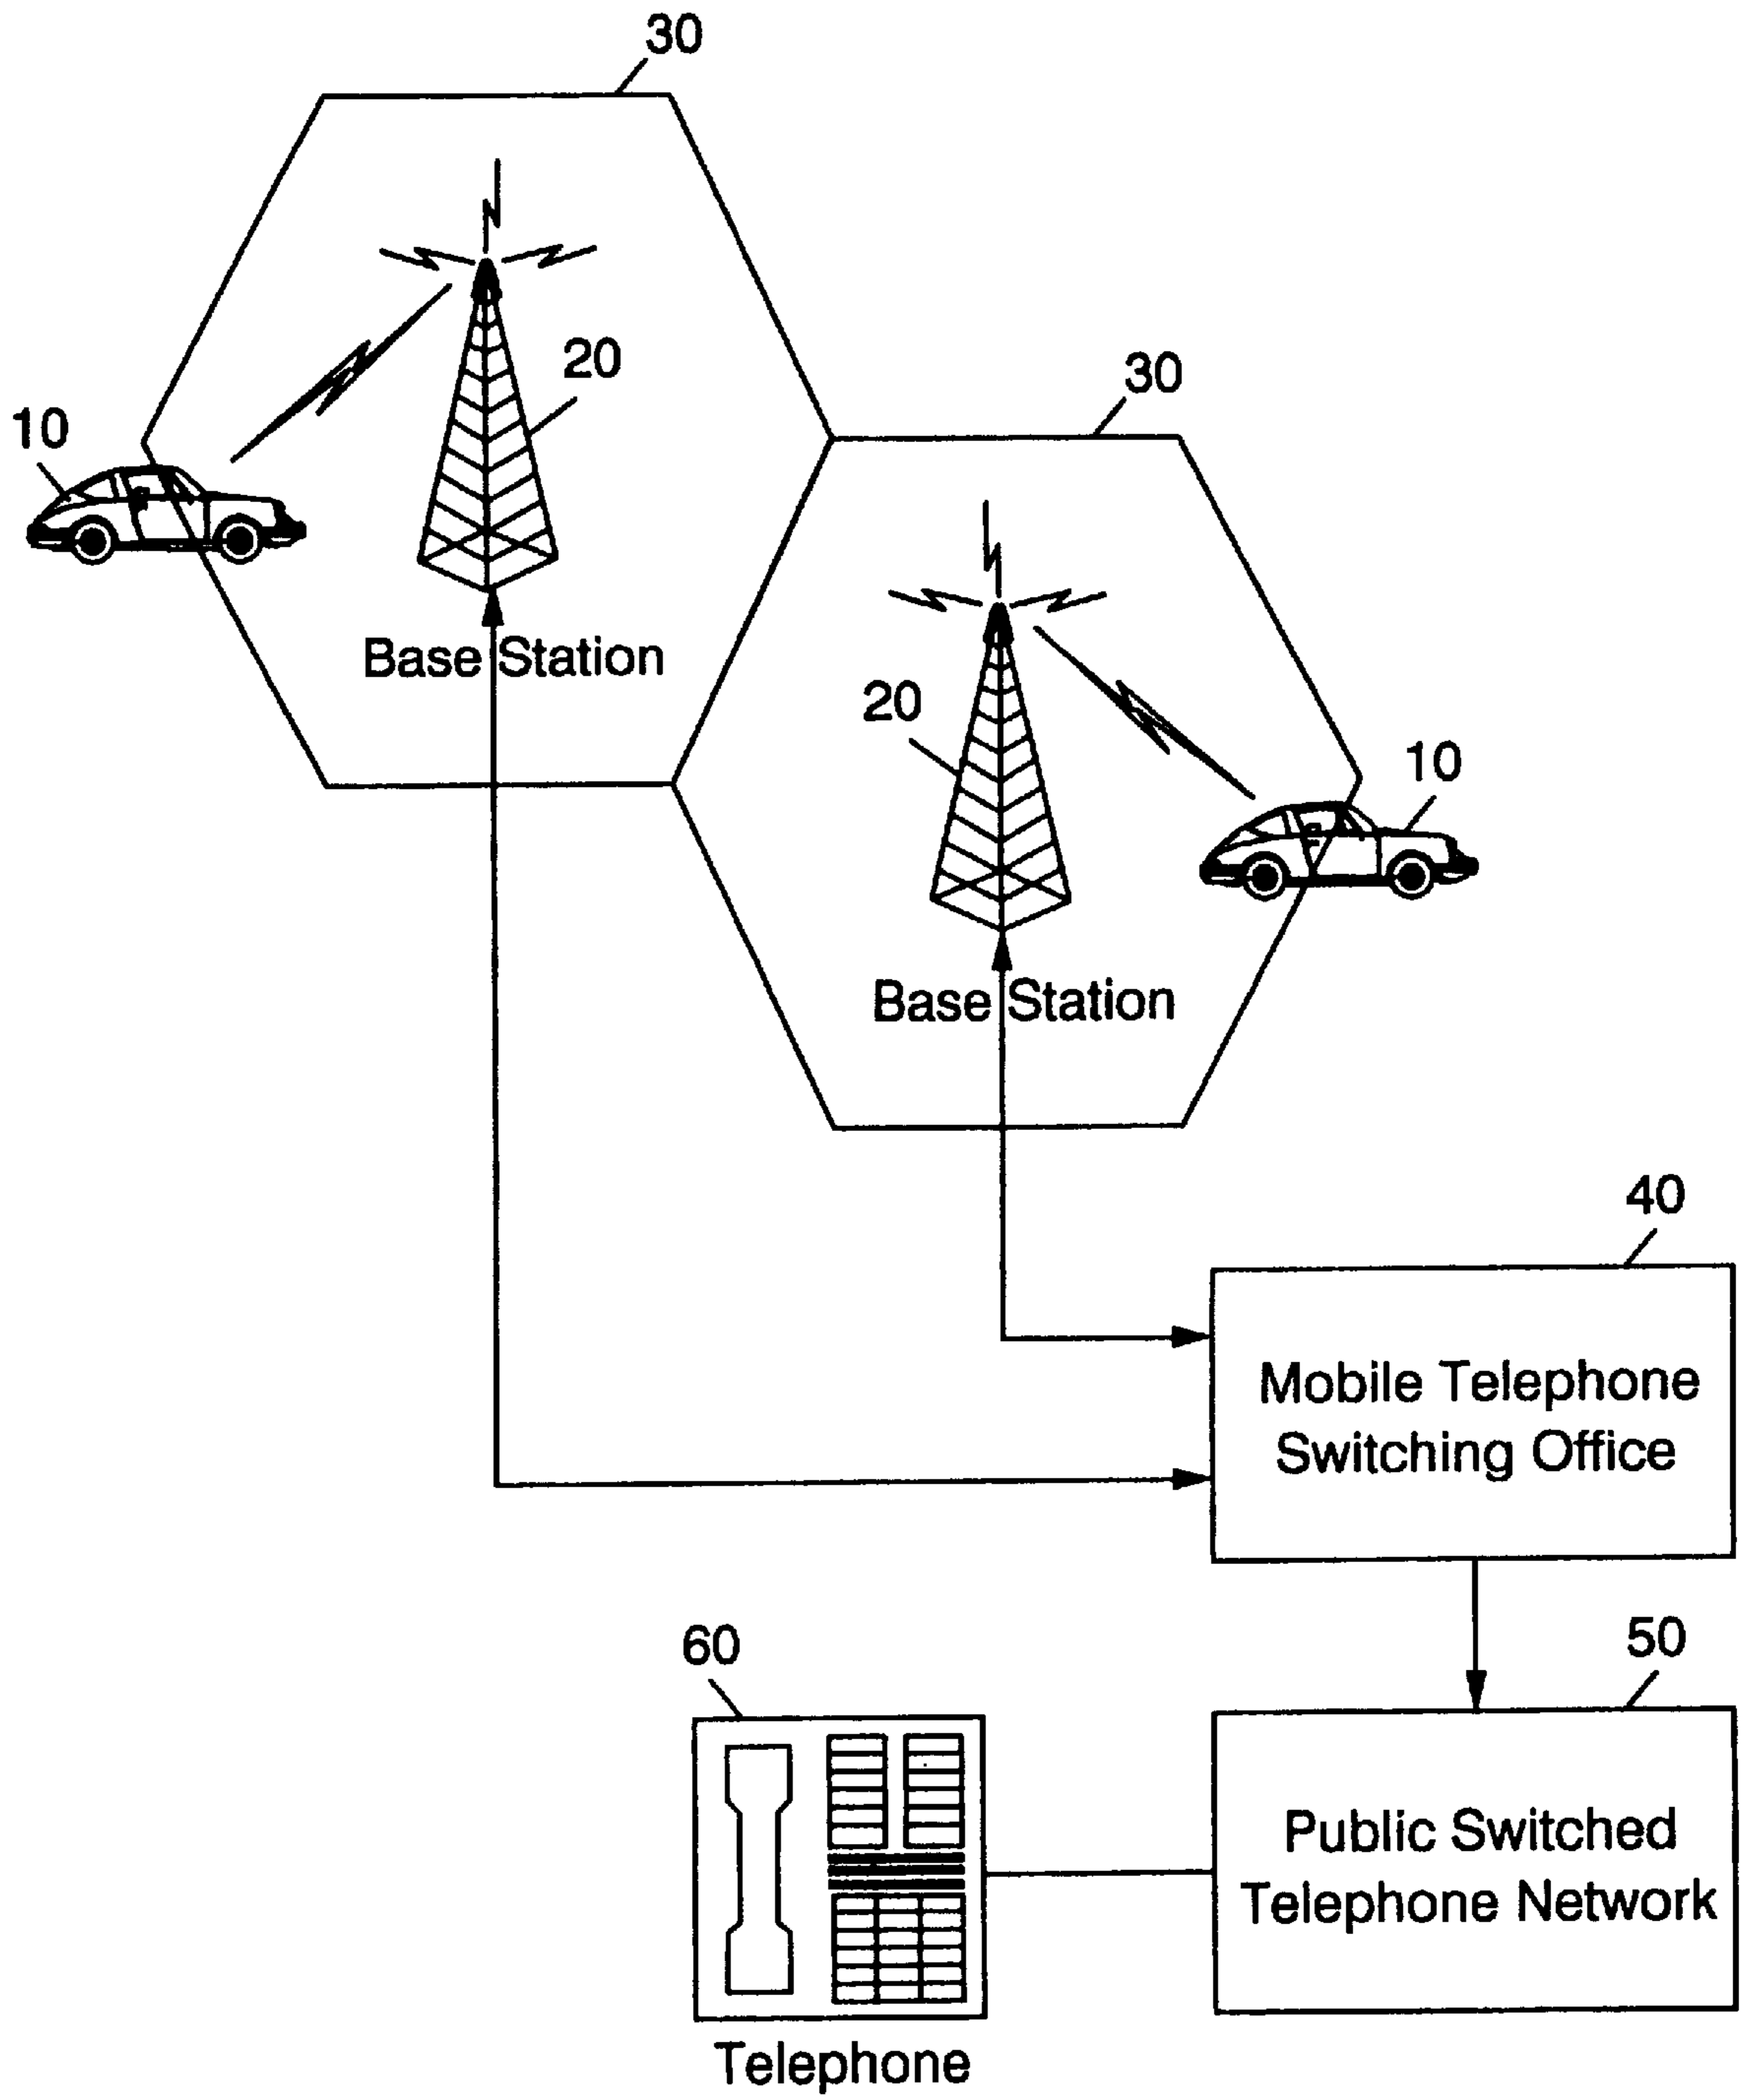 30
20
10
30
Base Station
20
10
Base Station
40
Mobile Telephone
Switching Office
60
50
Public Switched
Telephone Network
Telephone